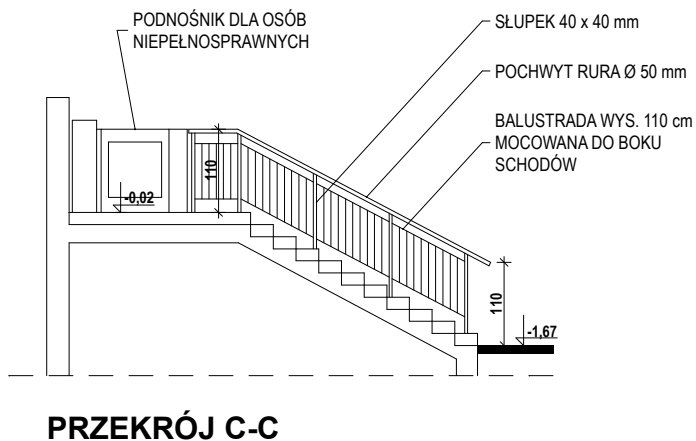 PODNOŚNIK DLA OSÓB
NIEPEŁNOSPRAWNYCH
SŁUPEK 40 x 40 mm
POCHWYT RURA Ø 50 mm
BALUSTRADA WYS. 110 cm
MOCOWANA DO BOKU
SCHODÓW
110
-0,02
110
-1,67
PRZEKRÓJ C-C